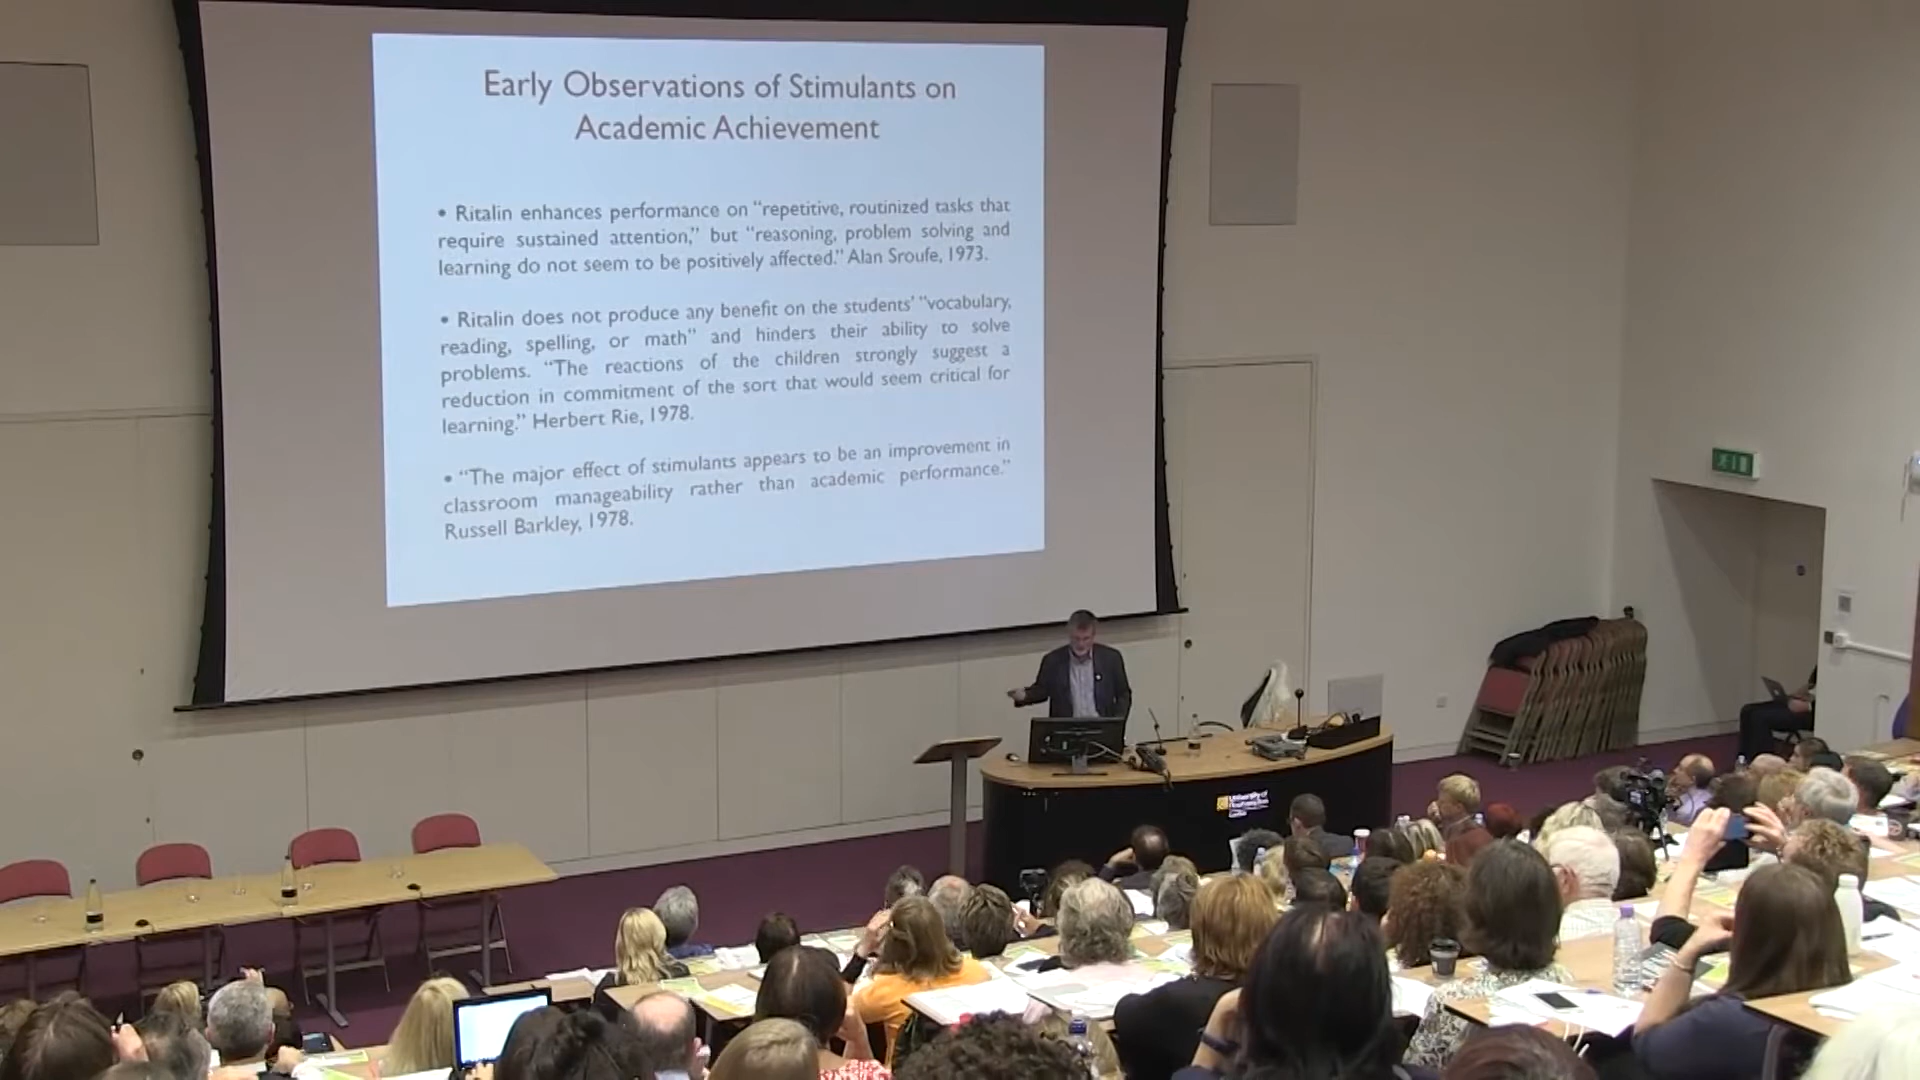 Early Observations of Stimulants on
Academic Achievement
• Ritalin enhances performance on “repetitive, routinized tasks that
require sustained attention,” but “reasoning, problem solving and
learning do not seem to be positively affected.” Alan Sroufe, 1973.
• Ritalin does not produce any benefit on the students’ “vocabulary,
reading, spelling, or math” and hinders their ability to solve
problems. “The reactions of the children strongly suggest a
reduction in commitment of the sort that would seem critical for
learning.” Herbert Rie, 1978.
• “The major effect of stimulants appears to be an improvement in
classroom manageability rather than academic performance.”
Russell Barkley, 1978.
University of